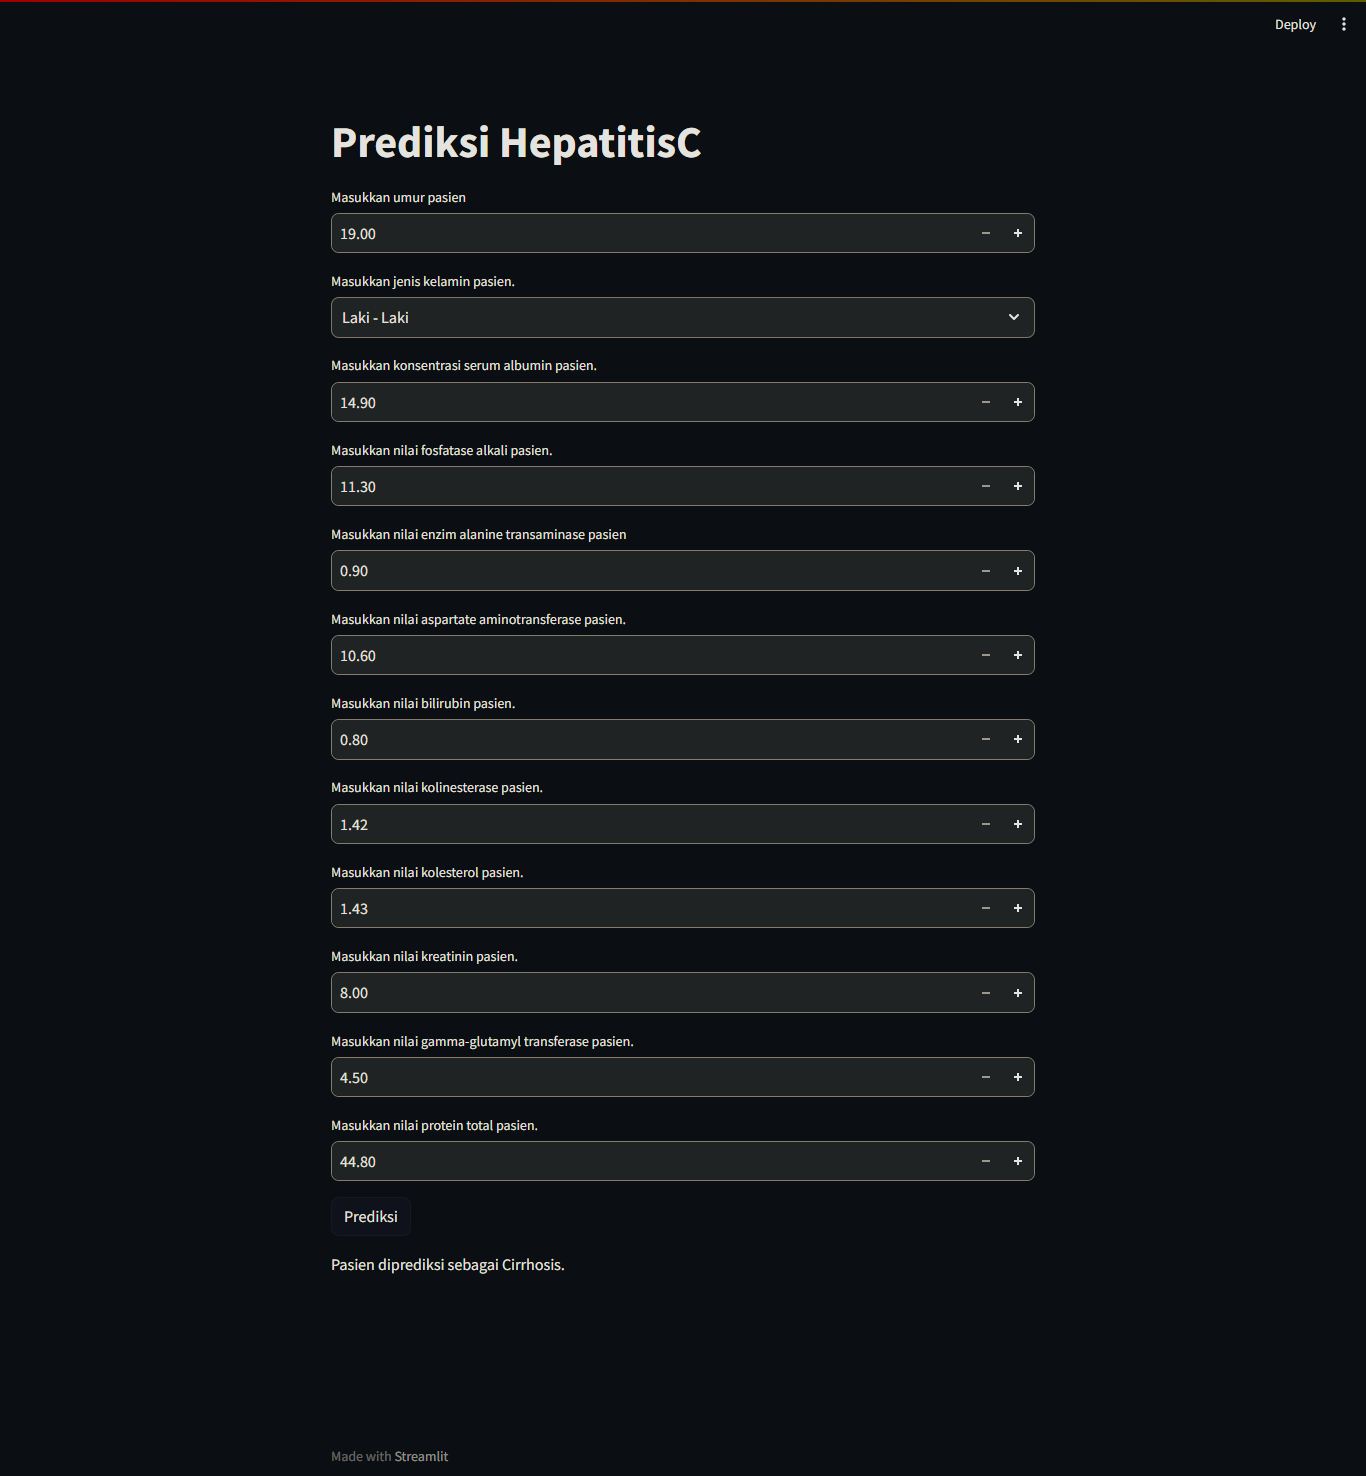 Deploy
Prediksi HepatitisC
Masukkan umur pasien
19.00
Masukkan jenis kelamin pasien.
Laki - Laki
Masukkan konsentrasi serum albumin pasien.
14.90
Masukkan nilai fosfatase alkali pasien.
11.30
Masukkan nilai enzim alanine transaminase pasien
0.90
Masukkan nilai aspartate aminotransferase pasien.
10.60
Masukkan nilai bilirubin pasien.
0.80
Masukkan nilai kolinesterase pasien.
1.42
Masukkan nilai kolesterol pasien.
1.43
Masukkan nilai kreatinin pasien.
8.00
Masukkan nilai gamma-glutamyl transferase pasien.
4.50
Masukkan nilai protein total pasien.
44.80
Prediksi
Pasien diprediksi sebagai Cirrhosis.
Made with Streamlit